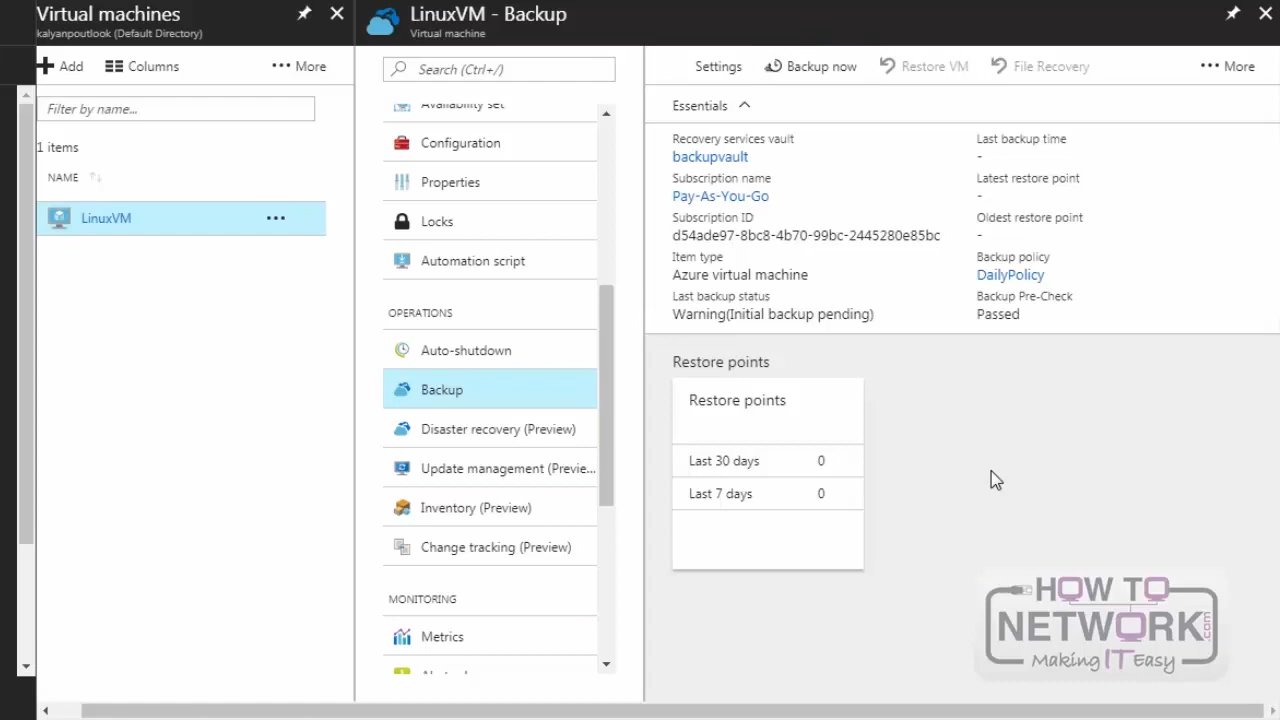 Virtual machines
kalyanpoutlook (Default Directory)
Add
Columns
More
Filter by name...
1 items
NAME
LinuxVM
LinuxVM - Backup
Virtual machine
Search (Ctrl+/)
Availability set
Configuration
Properties
Locks
Automation script
OPERATIONS
Auto-shutdown
Backup
Disaster recovery (Preview)
Update management (Previe...
Inventory (Preview)
Change tracking (Preview)
MONITORING
Metrics
Settings
Backup now
Restore VM
File Recovery
More
Essentials
Recovery services vault
backupvault
Subscription name
Pay-As-You-Go
Subscription ID
d54ade97-8bc8-4b70-99bc-2445280e85bc
Item type
Azure virtual machine
Last backup status
Warning(Initial backup pending)
Last backup time
-
Latest restore point
-
Oldest restore point
-
Backup policy
DailyPolicy
Backup Pre-Check
Passed
Restore points
Restore points
Last 30 days 0
Last 7 days 0
HOW TO
NETWORK.com
Making IT Easy